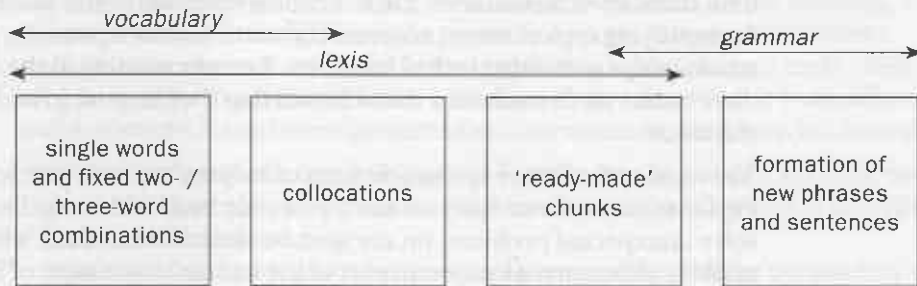 vocabulary
grammar
lexis
single words
and fixed two- /
three-word
combinations
collocations
'ready-made'
chunks
formation of
new phrases
and sentences